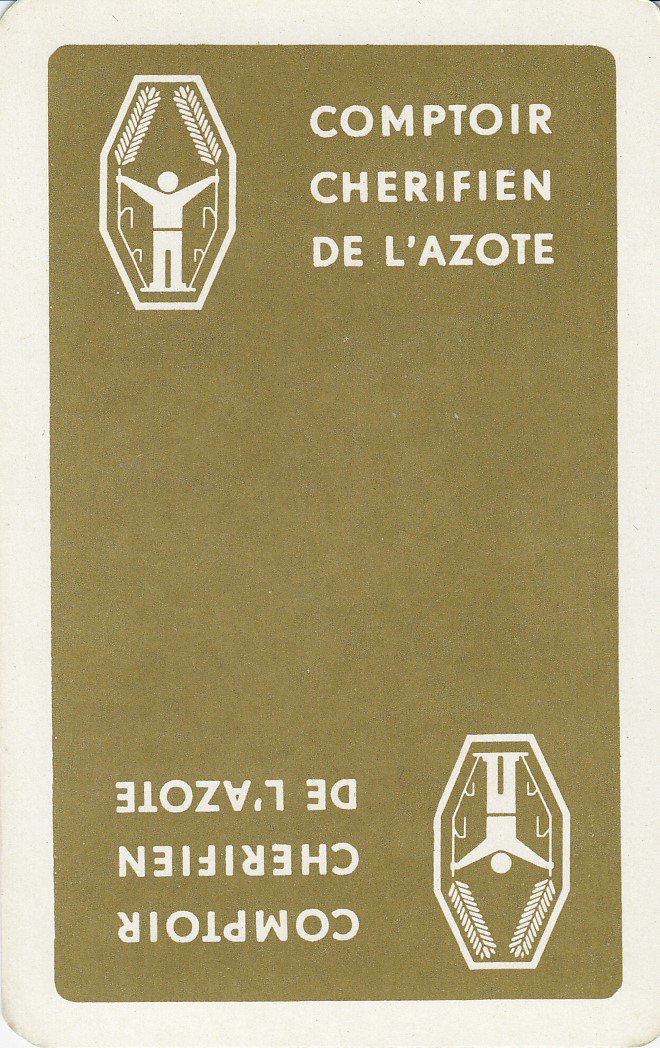 COMPTOIR
CHERIFIEN
DE L'AZOTE
COMPTOIR
CHERIFIEN
DE L'AZOTE